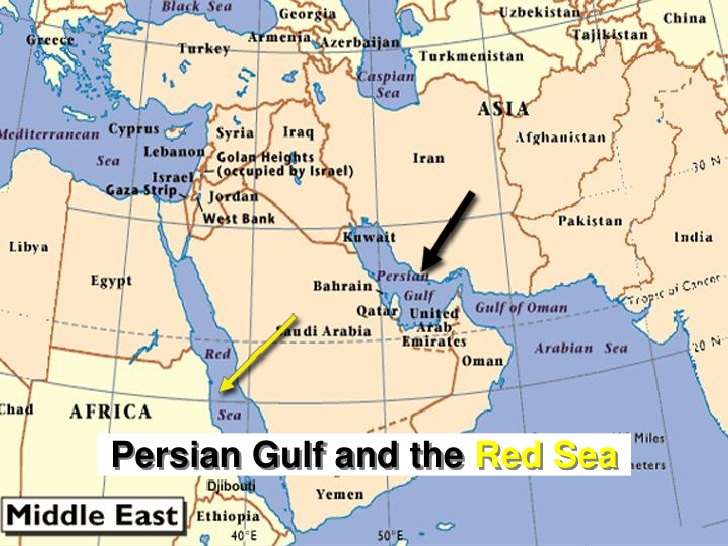 Black Sea
Georgia
Uzbekistan
China
Greece
Turkey
Armenia
Azerbaijan
Tajikistan
Turkmenistan
Caspian
Sea
ASIA
Mediterranean
Sea
Cyprus
Syria
Iraq
Afghanistan
Lebanon
Golan Heights
(occupied by Israel)
Iran
Israel
Gaza Strip
Jordan
West Bank
30 N
Pakistan
India
Libya
Kuwait
Egypt
Persian
Gulf
Bahrain
Qatar
United
Arab
Emirates
Gulf of Oman
Tropic of Cancer
Saudi Arabia
Red
Sea
Oman
Arabian Sea
20 N
Chad
AFRICA
Miles
Persian Gulf and the Red Sea
Djibouti
Yemen
Middle East
Ethiopia
40°E
50°E